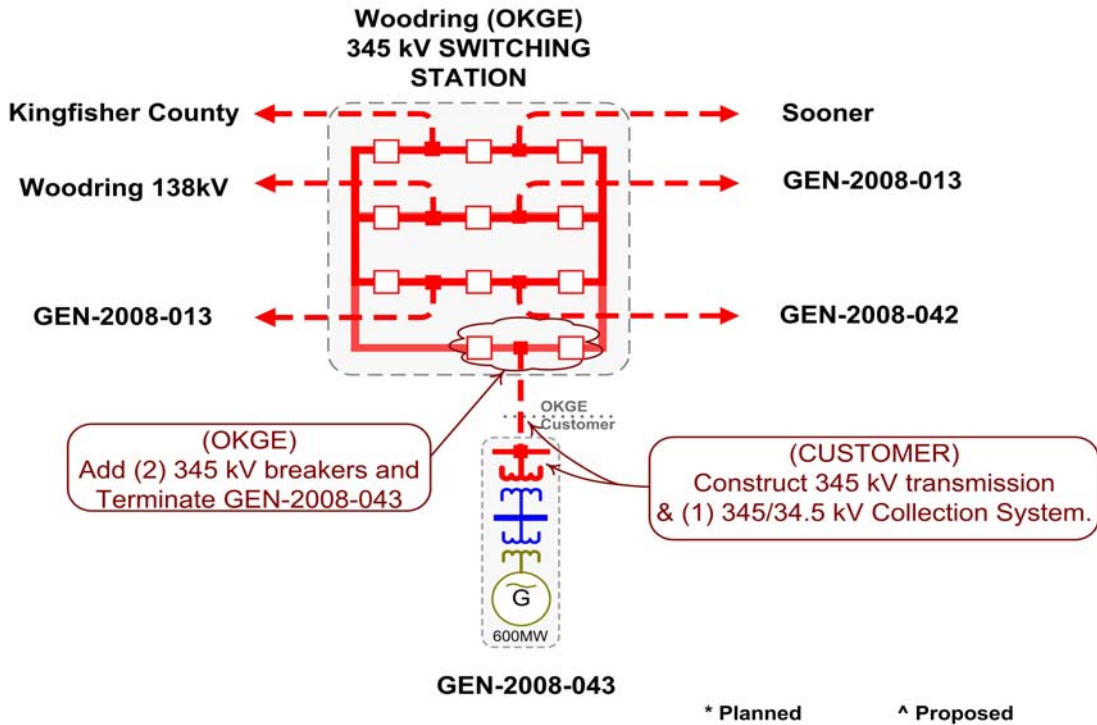 Woodring (OKGE)
345 kV SWITCHING
STATION
Kingfisher County
Sooner
Woodring 138kV
GEN-2008-013
GEN-2008-013
GEN-2008-042
OKGE
Customer
(OKGE)
Add (2) 345 kV breakers and
Terminate GEN-2008-043
(CUSTOMER)
Construct 345 kV transmission
& (1) 345/34.5 kV Collection System.
G
600MW
GEN-2008-043
* Planned
^ Proposed